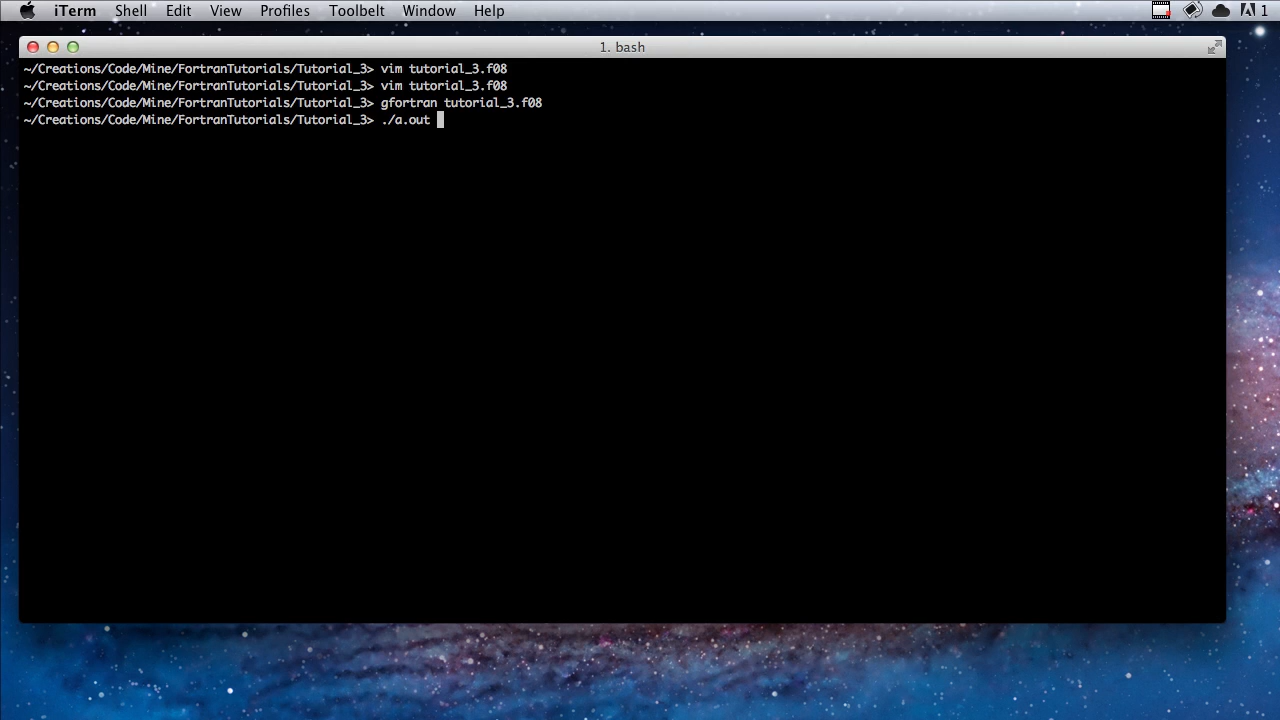 iTerm Shell Edit View Profiles Toolbelt Window Help 1
1. bash
~/Creations/Code/Mine/FortranTutorials/Tutorial_3> vim tutorial_3.f08
~/Creations/Code/Mine/FortranTutorials/Tutorial_3> vim tutorial_3.f08
~/Creations/Code/Mine/FortranTutorials/Tutorial_3> gfortran tutorial_3.f08
~/Creations/Code/Mine/FortranTutorials/Tutorial_3> ./a.out